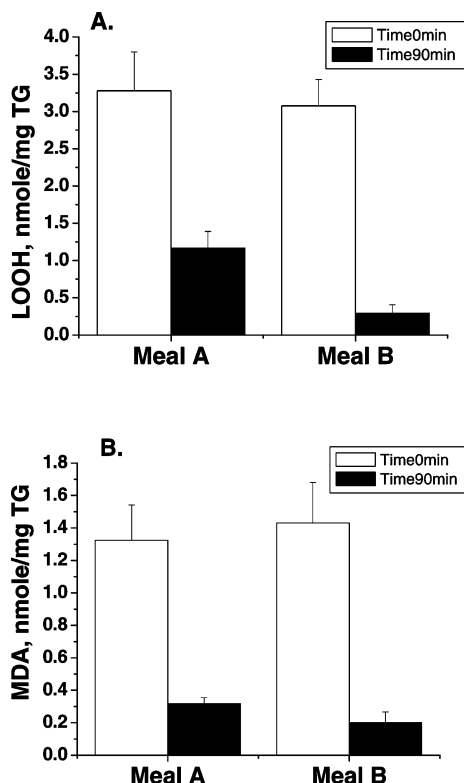 A.
Time0min
Time90min
4.0
3.5
3.0
2.5
2.0
1.5
1.0
0.5
0.0
LOOH, nmole/mg TG
Meal A Meal B
B.
Time0min
Time90min
1.8
1.6
1.4
1.2
1.0
0.8
0.6
0.4
0.2
0.0
MDA, nmole/mg TG
Meal A Meal B